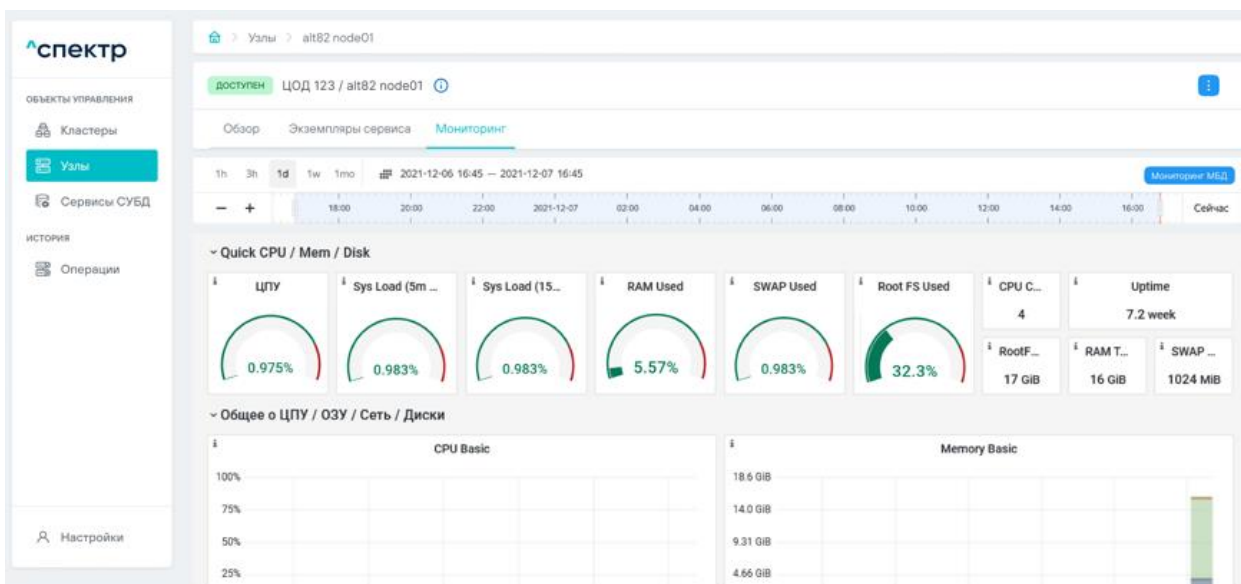 ^спектр
ОБЪЕКТЫ УПРАВЛЕНИЯ
Кластеры
Узлы
Сервисы СУБД
ИСТОРИЯ
Операции
Настройки
Узлы > alt82 node01
ДОСТУПЕН ЦОД 123 / alt82 node01
Обзор Экземпляры сервиса Мониторинг
1h 3h 1d 1w 1mo 2021-12-06 16:45 — 2021-12-07 16:45 Мониторинг МБД
− + 18:00 20:00 22:00 2021-12-07 02:00 04:00 06:00 08:00 10:00 12:00 14:00 16:00 Сейчас
Quick CPU / Mem / Disk
ЦПУ Sys Load (5m ... Sys Load (15... RAM Used SWAP Used Root FS Used CPU C... Uptime
4 7.2 week
0.975% 0.983% 0.983% 5.57% 0.983% 32.3% RootF... RAM T... SWAP ...
17 GiB 16 GiB 1024 MiB
Общее о ЦПУ / ОЗУ / Сеть / Диски
CPU Basic
100%
75%
50%
25%
Memory Basic
18.6 GiB
14.0 GiB
9.31 GiB
4.66 GiB